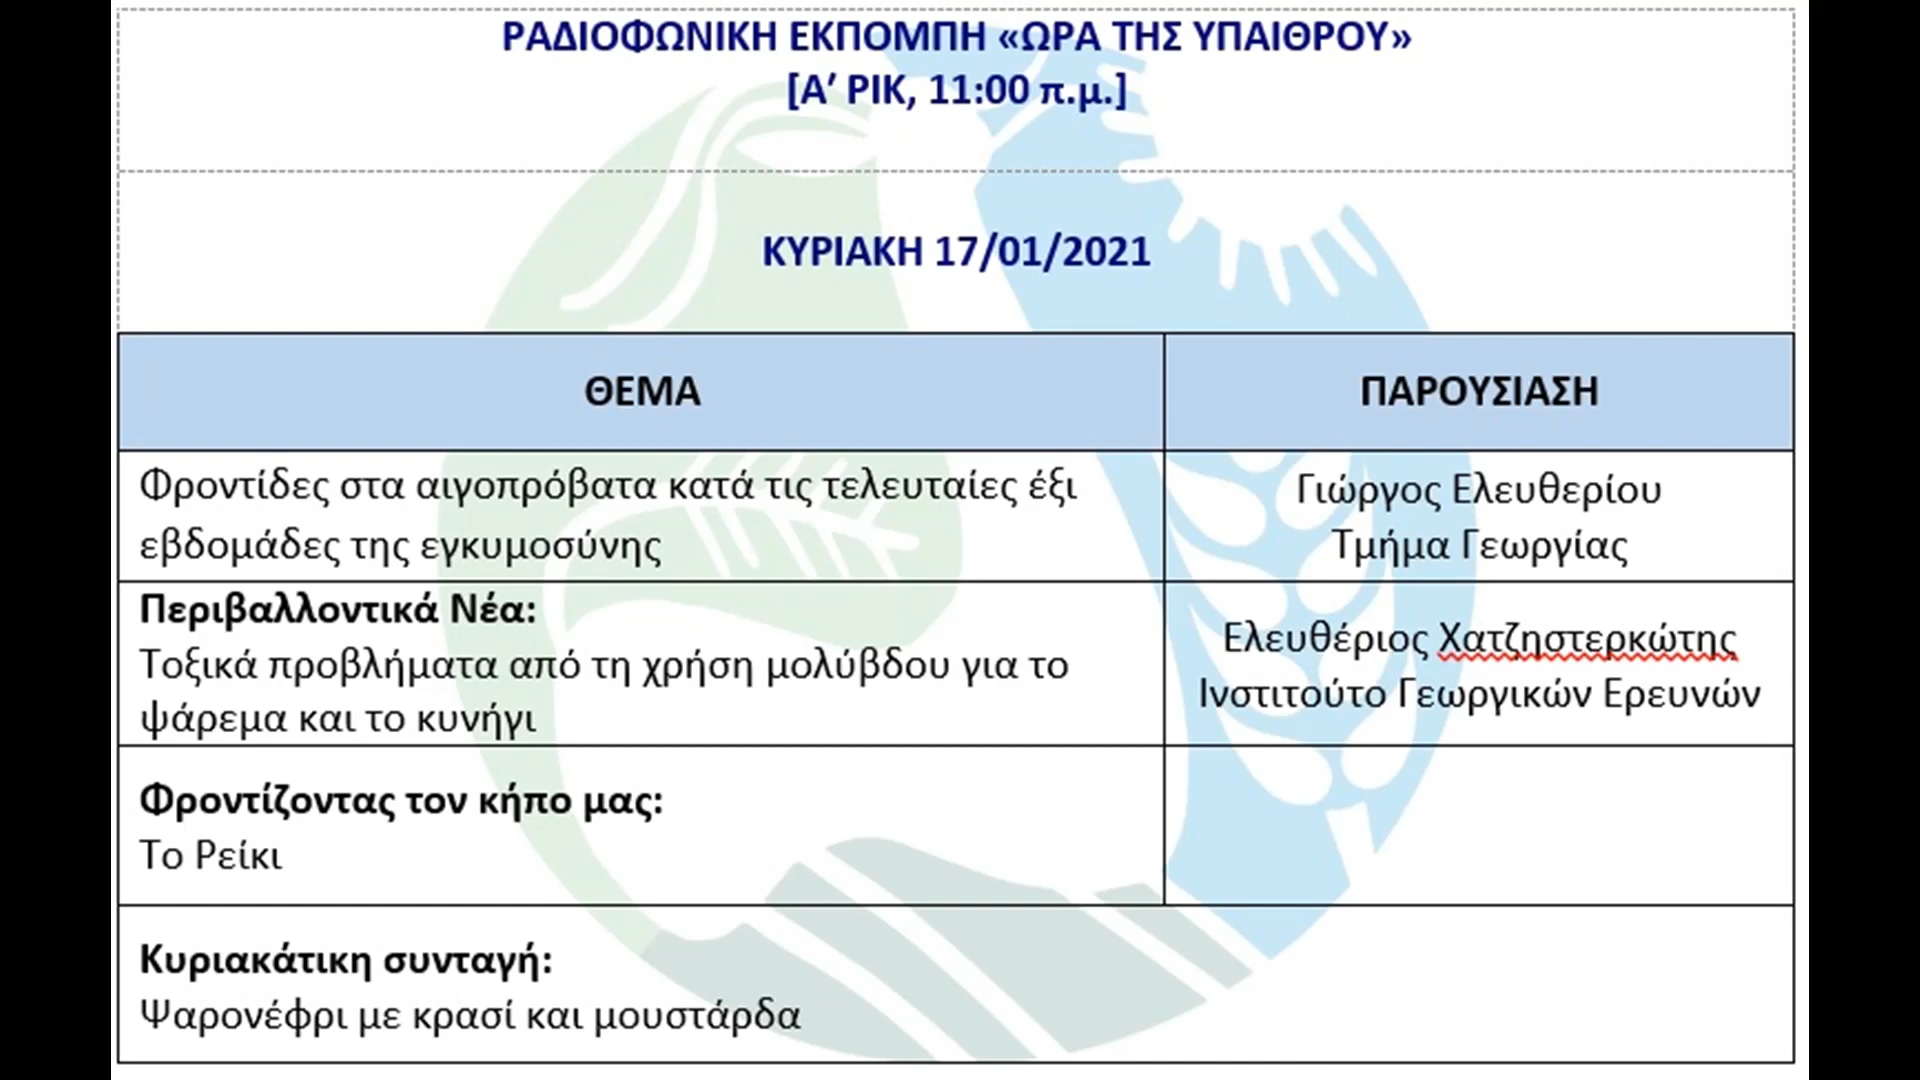 ΡΑΔΙΟΦΩΝΙΚΗ ΕΚΠΟΜΠΗ «ΩΡΑ ΤΗΣ ΥΠΑΙΘΡΟΥ»
[Α’ ΡΙΚ, 11:00 π.μ.]
ΚΥΡΙΑΚΗ 17/01/2021
ΘΕΜΑ
ΠΑΡΟΥΣΙΑΣΗ
Φροντίδες στα αιγοπρόβατα κατά τις τελευταίες έξι
εβδομάδες της εγκυμοσύνης
Γιώργος Ελευθερίου
Τμήμα Γεωργίας
Περιβαλλοντικά Νέα:
Τοξικά προβλήματα από τη χρήση μολύβδου για το
ψάρεμα και το κυνήγι
Ελευθέριος Χατζηστερκώτης
Ινστιτούτο Γεωργικών Ερευνών
Φροντίζοντας τον κήπο μας:
Το Ρείκι
Κυριακάτικη συνταγή:
Ψαρονέφρι με κρασί και μουστάρδα